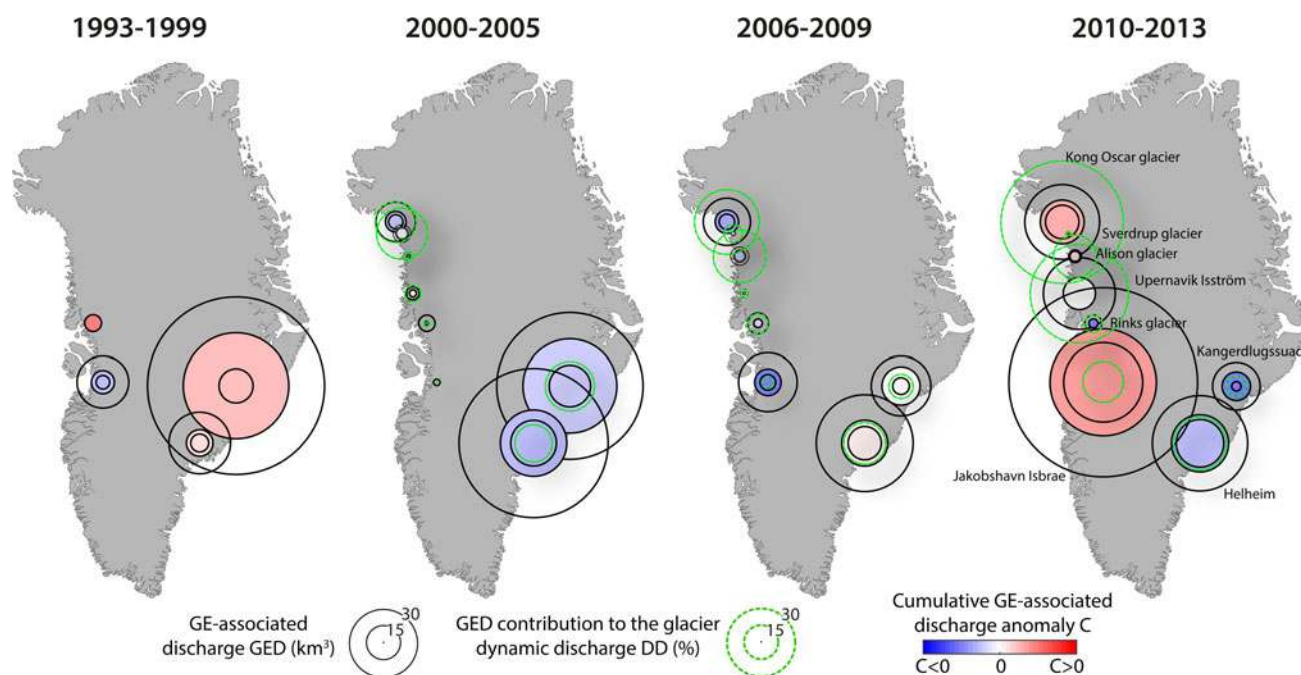 1993-1999
2000-2005
2006-2009
2010-2013
Kong Oscar glacier
Sverdrup glacier
Alison glacier
Upernavik Isström
Rinks glacier
Kangerdlugssuaq
Jakobshavn Isbrae
Helheim
GE-associated
discharge GED (km³)
30
15
GED contribution to the glacier
dynamic discharge DD (%)
30
15
Cumulative GE-associated
discharge anomaly C
C<0
0
C>0